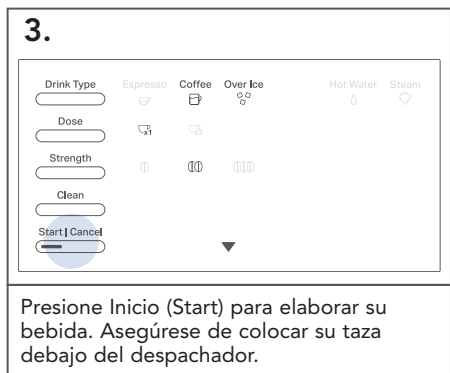 3.
Drink Type Espresso Coffee Over Ice Hot Water Steam
Dose x1
Strength
Clean
Start | Cancel
Presione Inicio (Start) para elaborar su
bebida. Asegúrese de colocar su taza
debajo del despachador.